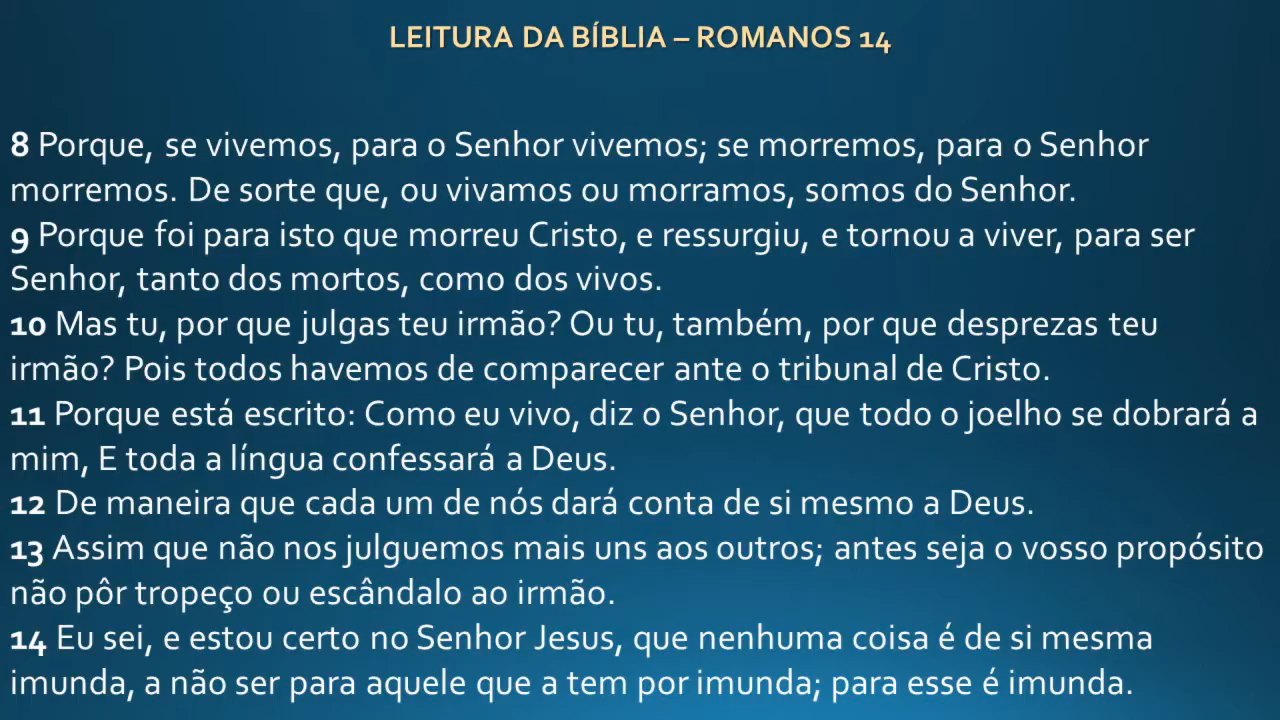 LEITURA DA BÍBLIA – ROMANOS 14
8 Porque, se vivemos, para o Senhor vivemos; se morremos, para o Senhor
morremos. De sorte que, ou vivamos ou morramos, somos do Senhor.
9 Porque foi para isto que morreu Cristo, e ressurgiu, e tornou a viver, para ser
Senhor, tanto dos mortos, como dos vivos.
10 Mas tu, por que julgas teu irmão? Ou tu, também, por que desprezas teu
irmão? Pois todos havemos de comparecer ante o tribunal de Cristo.
11 Porque está escrito: Como eu vivo, diz o Senhor, que todo o joelho se dobrará a
mim, E toda a língua confessará a Deus.
12 De maneira que cada um de nós dará conta de si mesmo a Deus.
13 Assim que não nos julguemos mais uns aos outros; antes seja o vosso propósito
não pôr tropeço ou escândalo ao irmão.
14 Eu sei, e estou certo no Senhor Jesus, que nenhuma coisa é de si mesma
imunda, a não ser para aquele que a tem por imunda; para esse é imunda.